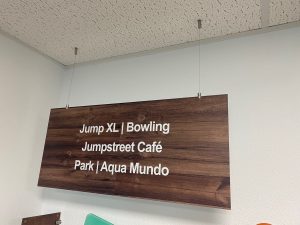 Jump XL | Bowling
Jumpstreet Café
Park | Aqua Mundo